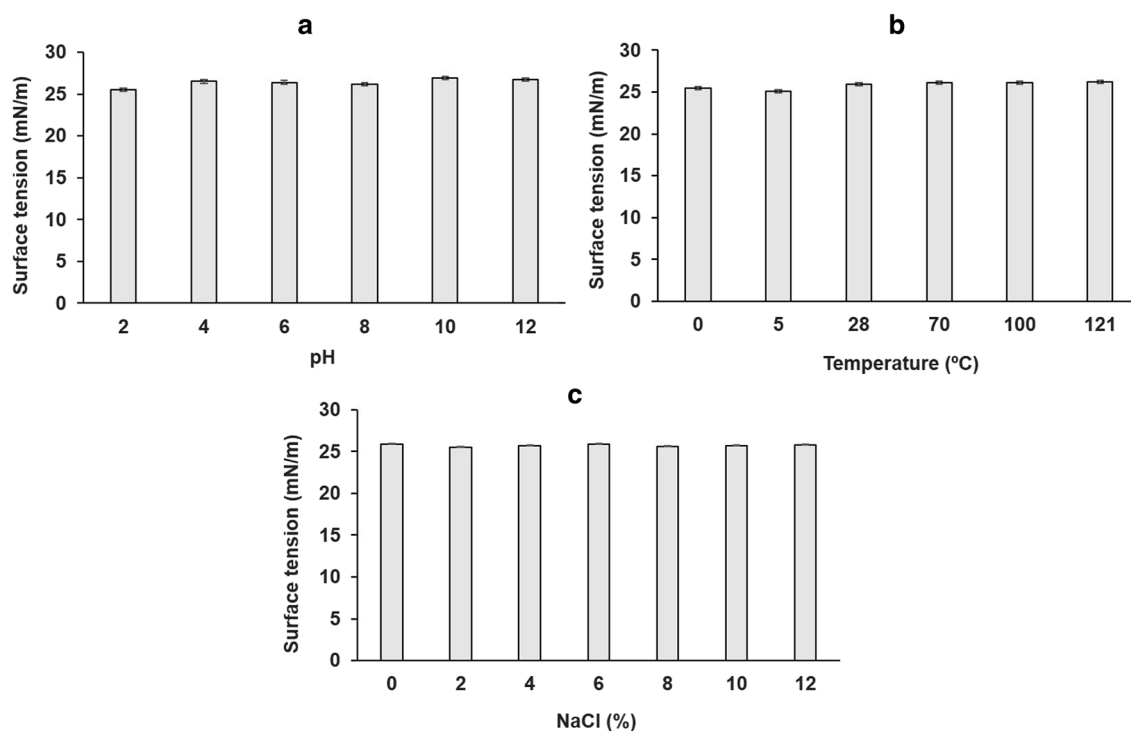 a
30
25
20
15
10
5
0
Surface tension (mN/m)
2 4 6 8 10 12
pH
b
30
25
20
15
10
5
0
Surface tension (mN/m)
0 5 28 70 100 121
Temperature (ºC)
c
30
25
20
15
10
5
0
Surface tension (mN/m)
0 2 4 6 8 10 12
NaCl (%)